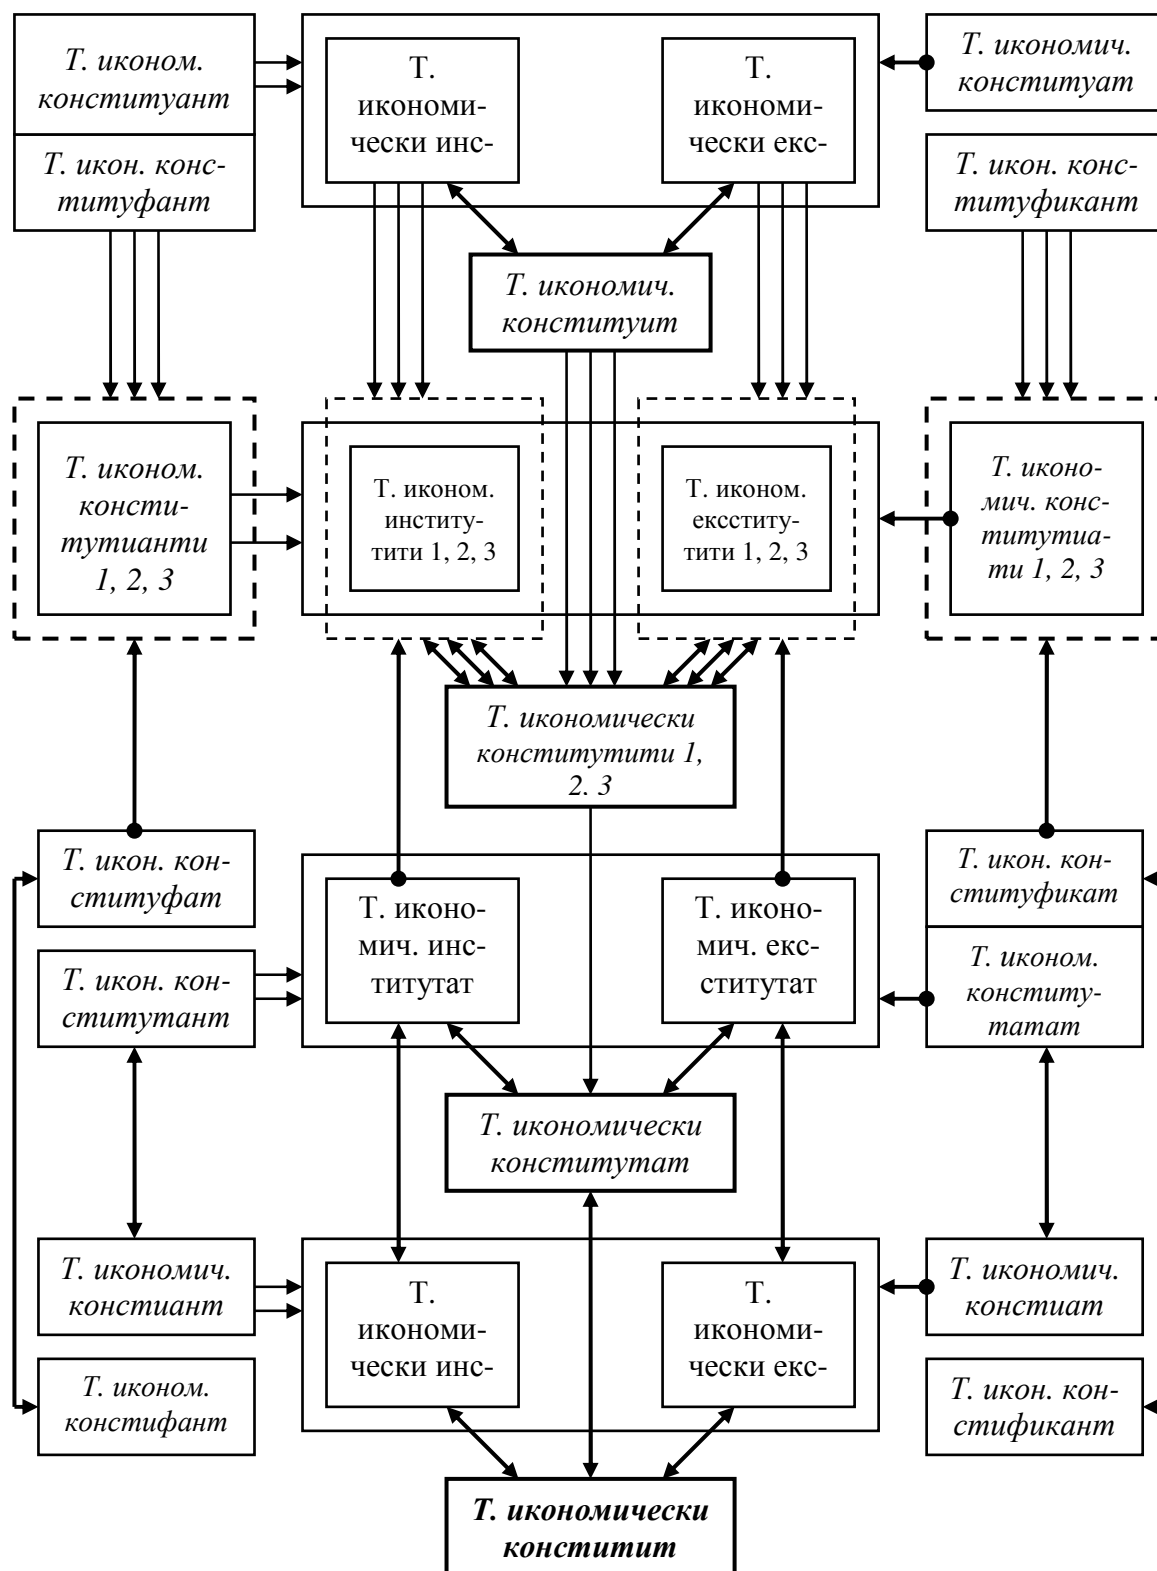 Т. иконом.
конституант
Т.
икономи-
чески инс-
Т.
икономи-
чески екс-
Т. икономич.
конституат
Т. икон. конс-
титуфант
Т. икон. конс-
титуфикант
Т. икономич.
конституит
Т. иконом.
консти-
тутианти
1, 2, 3
Т. иконом.
институ-
тити 1, 2, 3
Т. иконом.
ексститу-
тити 1, 2, 3
Т. иконо-
мич. конс-
титутиа-
ти 1, 2, 3
Т. икономически
конститутити 1,
2. 3
Т. икон. кон-
ституфат
Т. иконо-
мич. инс-
титутат
Т. иконо-
мич. екс-
ститутат
Т. икон. кон-
ституфикат
Т. икон. кон-
ститутант
Т. иконом.
конститу-
татат
Т. икономически
конститутат
Т. икономич.
констиант
Т.
икономи-
чески инс-
Т.
икономи-
чески екс-
Т. икономич.
констиат
Т. иконом.
констифант
Т. икон. кон-
стификант
Т. икономически
конститит